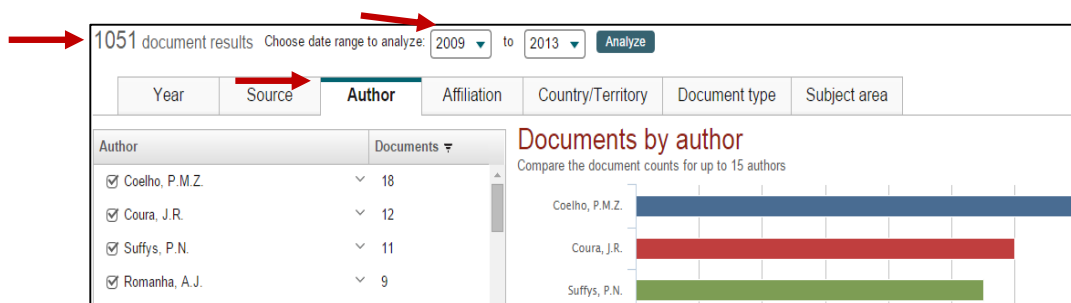 1051 document results Choose date range to analyze: 2009 to 2013 Analyze
Year Source Author Affiliation Country/Territory Document type Subject area
Author Documents
Coelho, P.M.Z. 18
Coura, J.R. 12
Suffys, P.N. 11
Romanha, A.J. 9
Documents by author
Compare the document counts for up to 15 authors
Coelho, P.M.Z.
Coura, J.R.
Suffys, P.N.